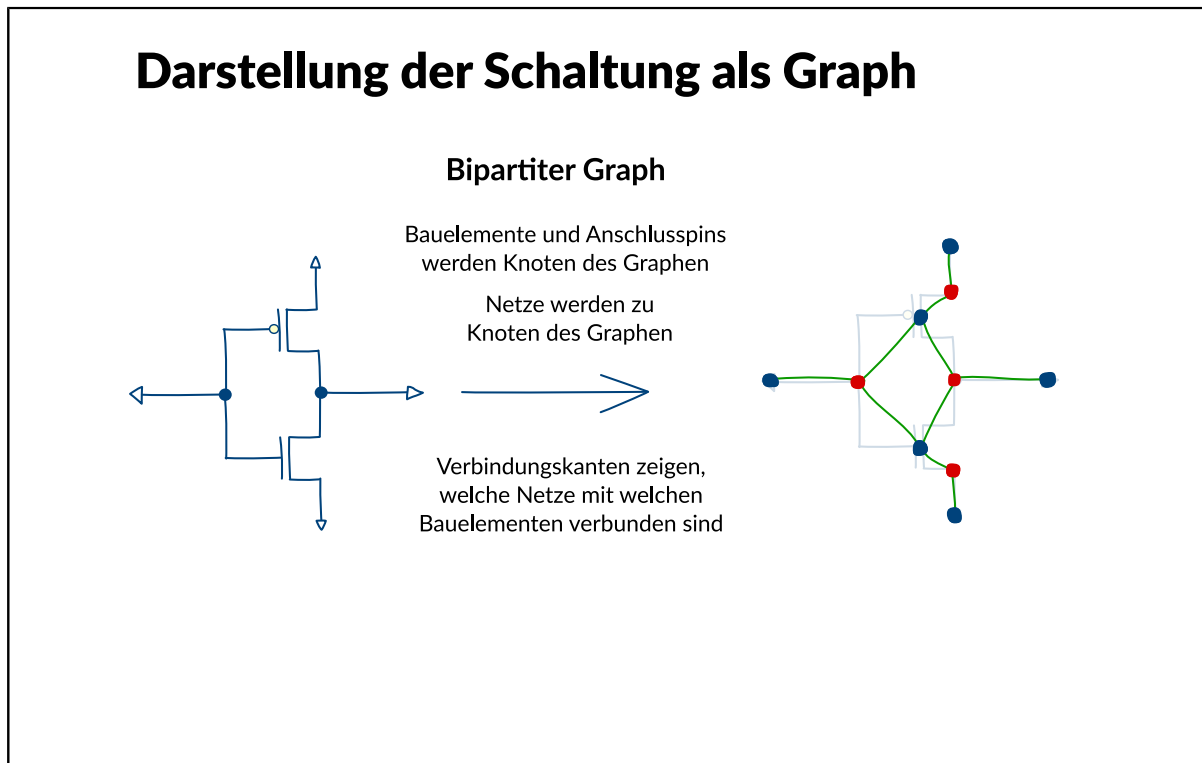 Darstellung der Schaltung als Graph
Bipartiter Graph
Bauelemente und Anschlusspins
werden Knoten des Graphen
Netze werden zu
Knoten des Graphen
Verbindungskanten zeigen,
welche Netze mit welchen
Bauelementen verbunden sind